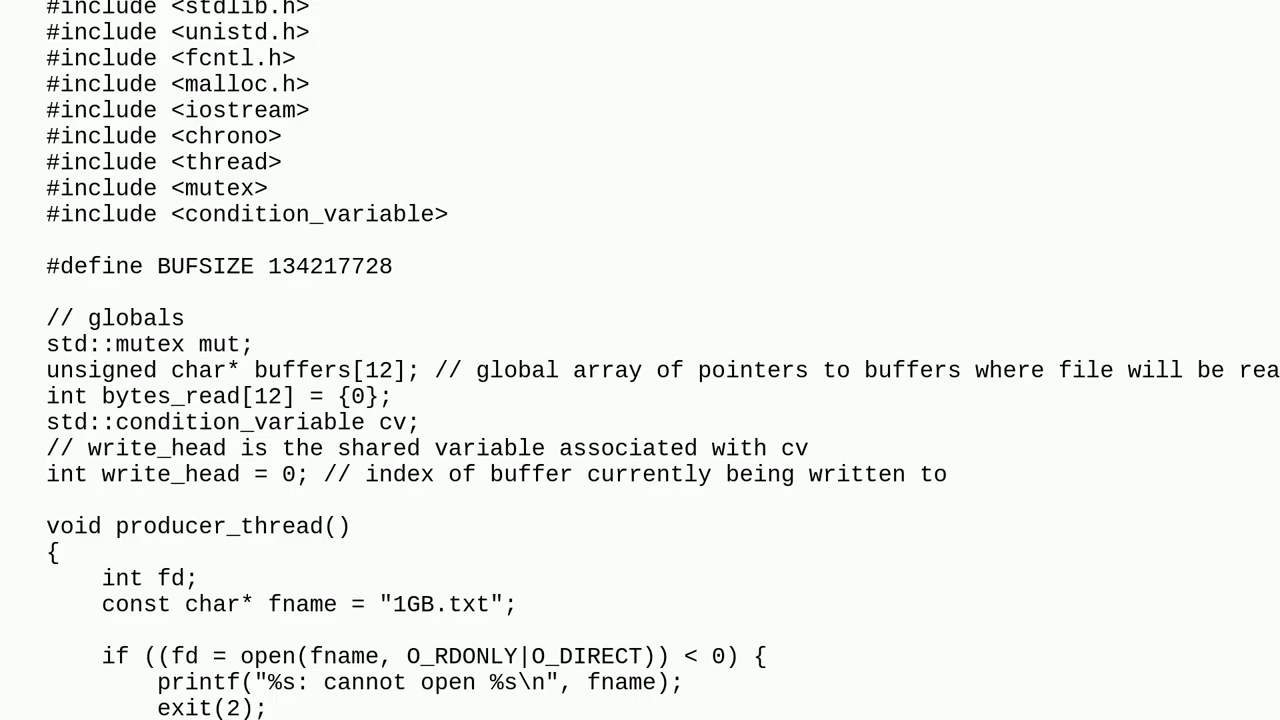 #include <stdlib.h>
#include <unistd.h>
#include <fcntl.h>
#include <malloc.h>
#include <iostream>
#include <chrono>
#include <thread>
#include <mutex>
#include <condition_variable>
#define BUFSIZE 134217728
// globals
std::mutex mut;
unsigned char* buffers[12]; // global array of pointers to buffers where file will be rea
int bytes_read[12] = {0};
std::condition_variable cv;
// write_head is the shared variable associated with cv
int write_head = 0; // index of buffer currently being written to
void producer_thread()
{
    int fd;
    const char* fname = "1GB.txt";
    if ((fd = open(fname, O_RDONLY|O_DIRECT)) < 0) {
        printf("%s: cannot open %s\n", fname);
        exit(2);